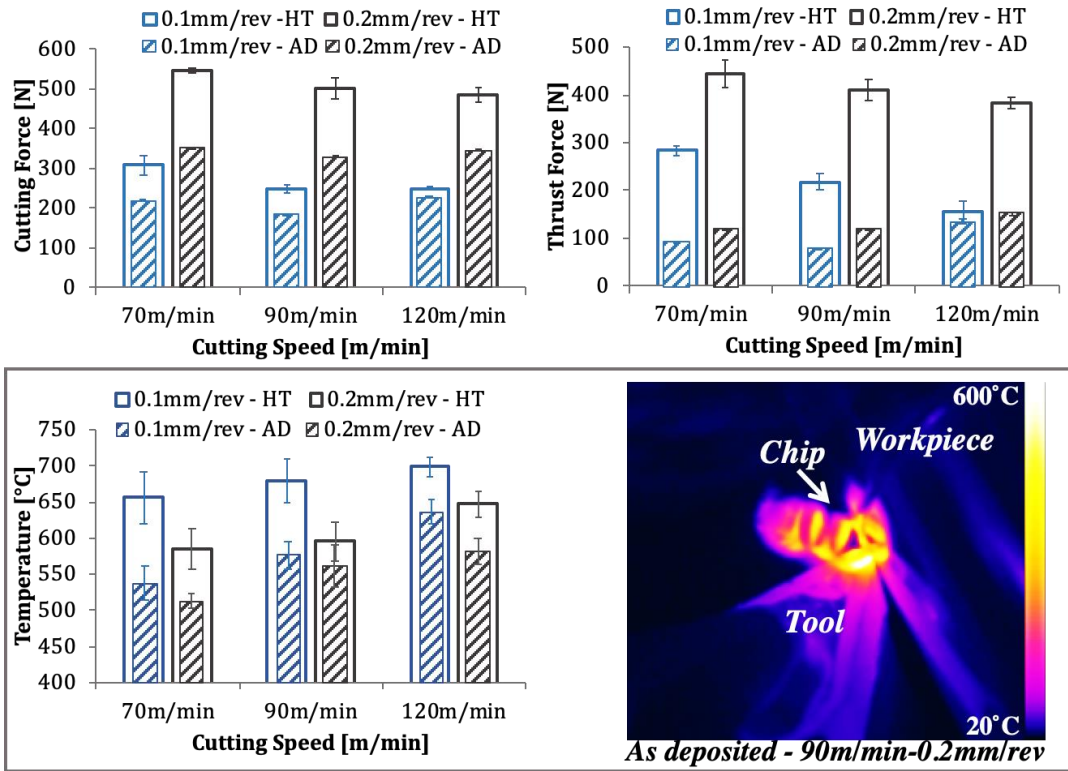 0.1mm/rev -HT 0.2mm/rev - HT
0.1mm/rev - AD 0.2mm/rev - AD
Cutting Force [N]
600
500
400
300
200
100
0
70m/min 90m/min 120m/min
Cutting Speed [m/min]
0.1mm/rev -HT 0.2mm/rev - HT
0.1mm/rev - AD 0.2mm/rev - AD
Thrust Force [N]
500
400
300
200
100
0
70m/min 90m/min 120m/min
Cutting Speed [m/min]
0.1mm/rev - HT 0.2mm/rev - HT
0.1mm/rev - AD 0.2mm/rev - AD
Temperature [°C]
750
700
650
600
550
500
450
400
70m/min 90m/min 120m/min
Cutting Speed [m/min]
600°C
Workpiece
Chip
Tool
20°C
As deposited - 90m/min-0.2mm/rev